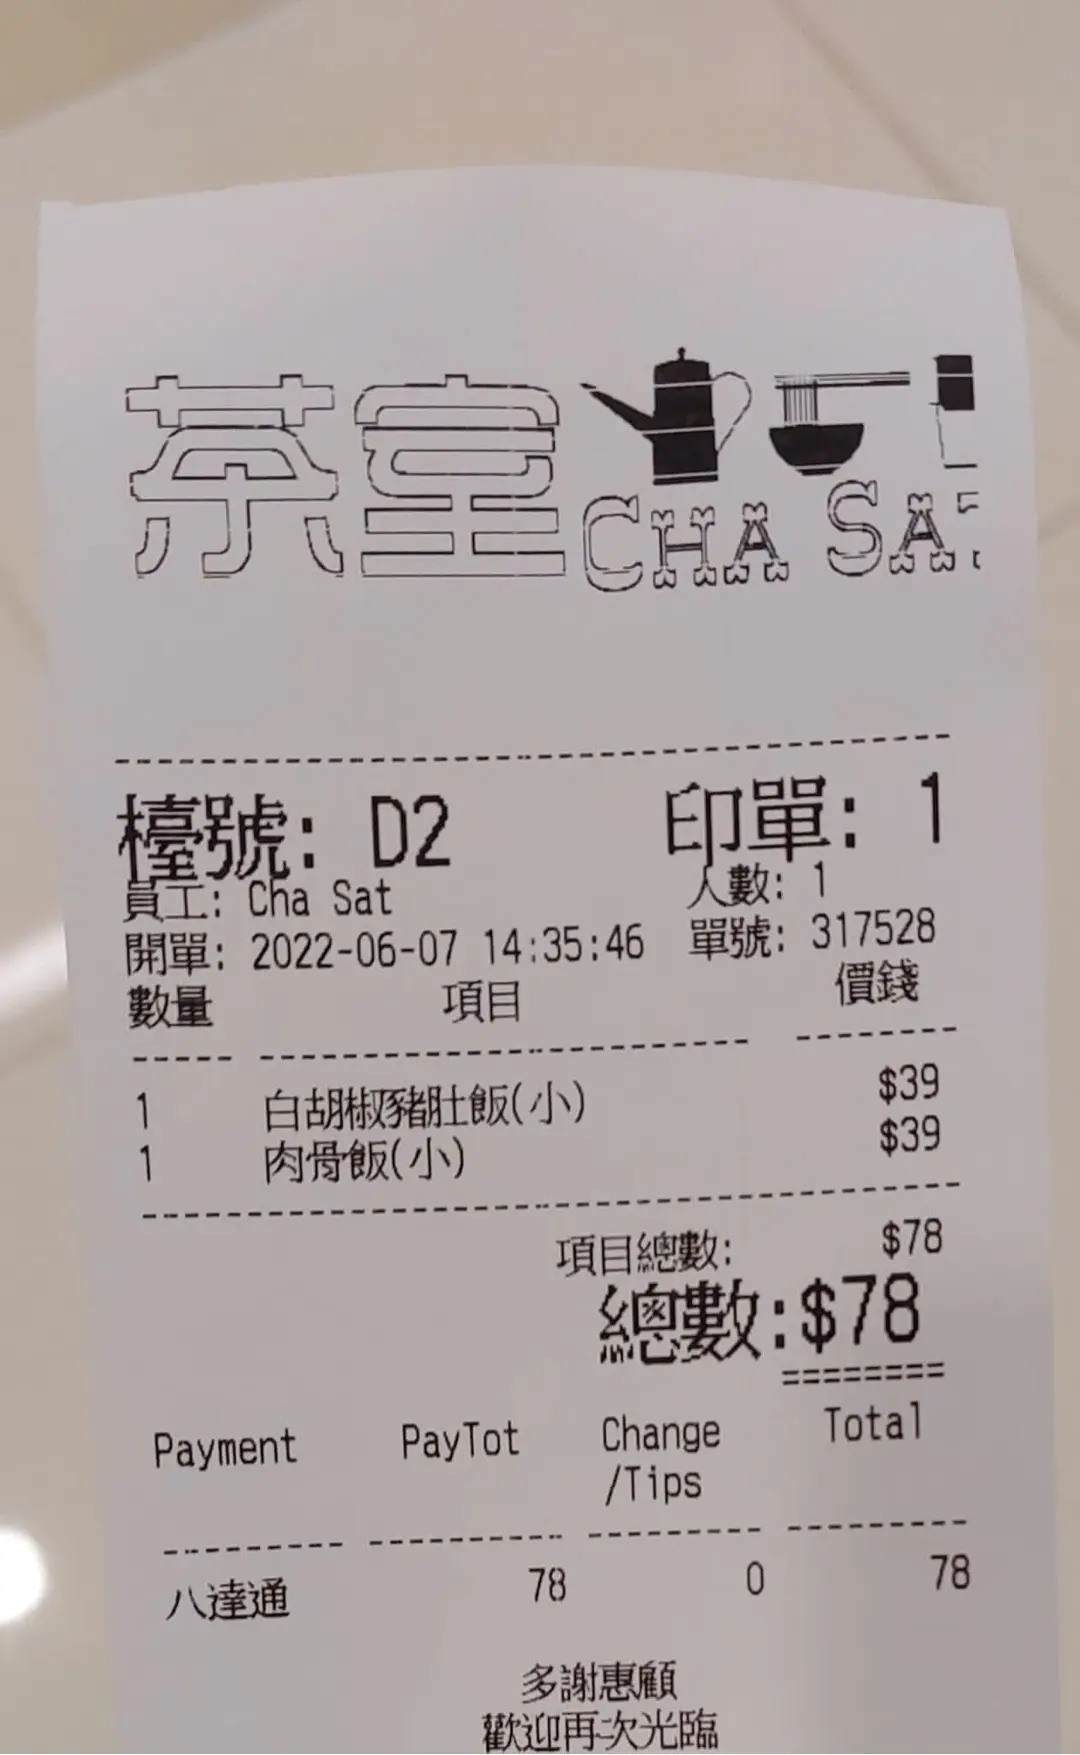 茶室 CHA SAT
檯號: D2 印單: 1
員工: Cha Sat 人數: 1
開單: 2022-06-07 14:35:46 單號: 317528
數量 項目 價錢
1 白胡椒豬肚飯(小) $39
1 肉骨飯(小) $39
項目總數: $78
總數:$78
========
Payment PayTot Change Total
/Tips
八達通 78 0 78
多謝惠顧
歡迎再次光臨